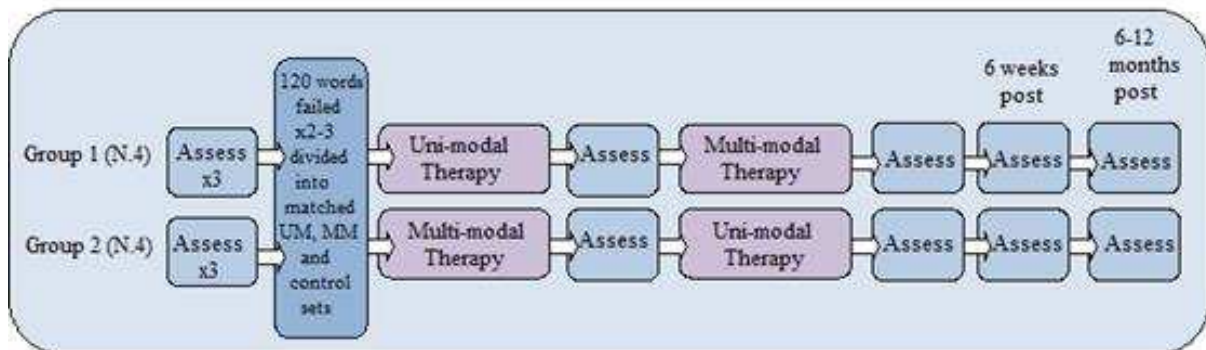 6 weeks
post
6-12
months
post
120 words
failed
x2-3
divided
into
matched
UM, MM
and
control
sets
Group 1 (N.4)
Assess
x3
Uni-modal
Therapy
Assess
Multi-modal
Therapy
Assess
Assess
Assess
Group 2 (N.4)
Assess
x3
Multi-modal
Therapy
Assess
Uni-modal
Therapy
Assess
Assess
Assess